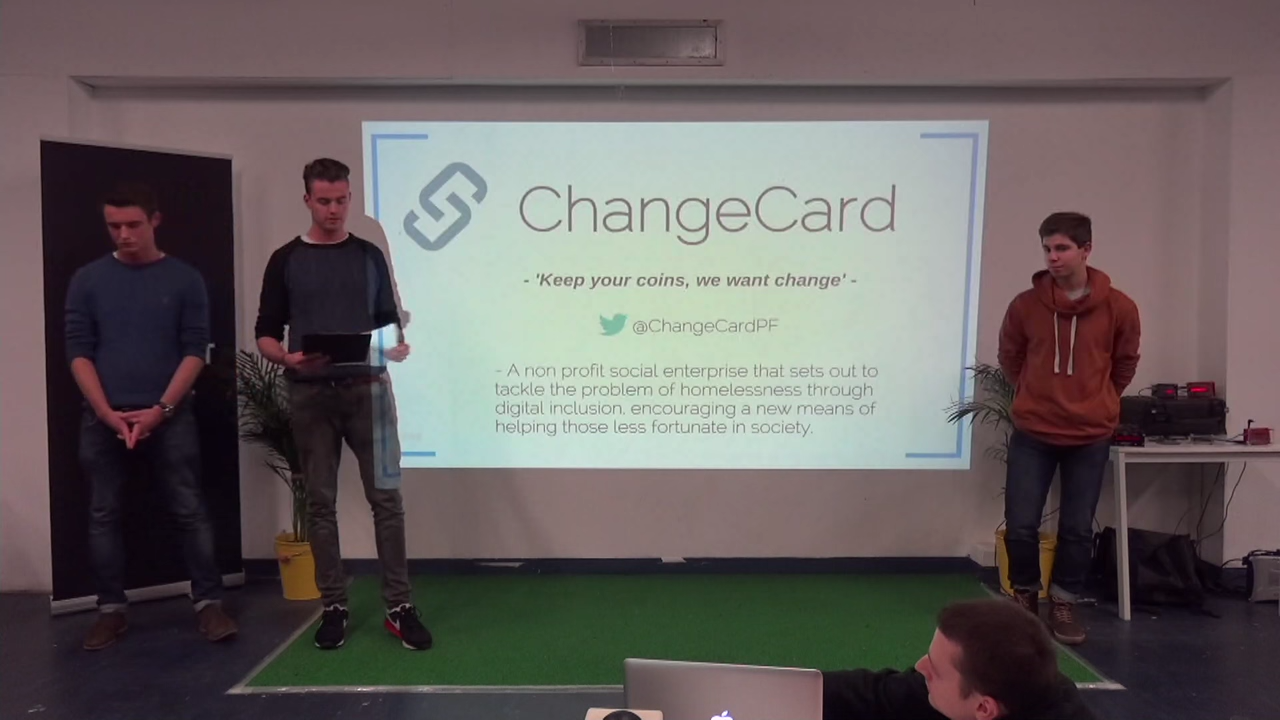 ChangeCard
- 'Keep your coins, we want change' -
@ChangeCardPF
- A non profit social enterprise that sets out to
tackle the problem of homelessness through
digital inclusion, encouraging a new means of
helping those less fortunate in society.